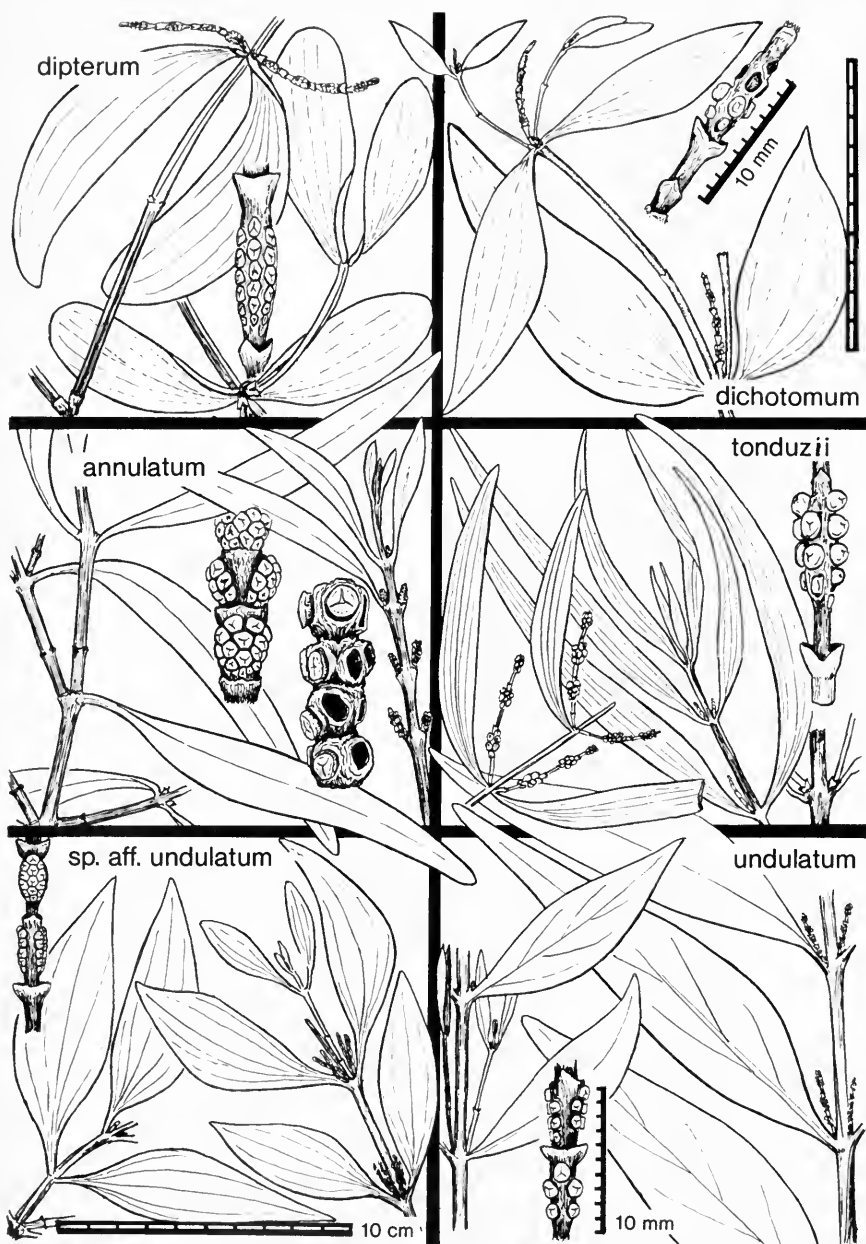 dipterum
10 mm
dichotomum
annulatum
tonduzii
sp. aff. undulatum
undulatum
10 cm
10 mm